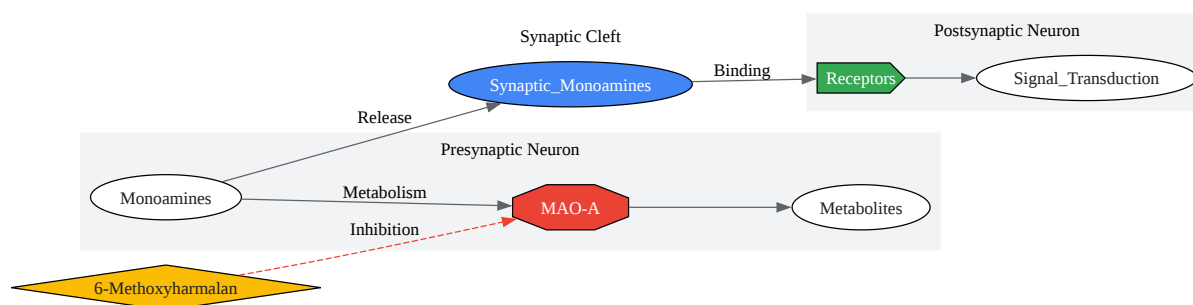 Synaptic Cleft
Postsynaptic Neuron
Binding
Synaptic_Monoamines
Receptors
Signal_Transduction
Release
Presynaptic Neuron
Monoamines
Metabolism
MAO-A
Metabolites
Inhibition
6-Methoxyharmalan